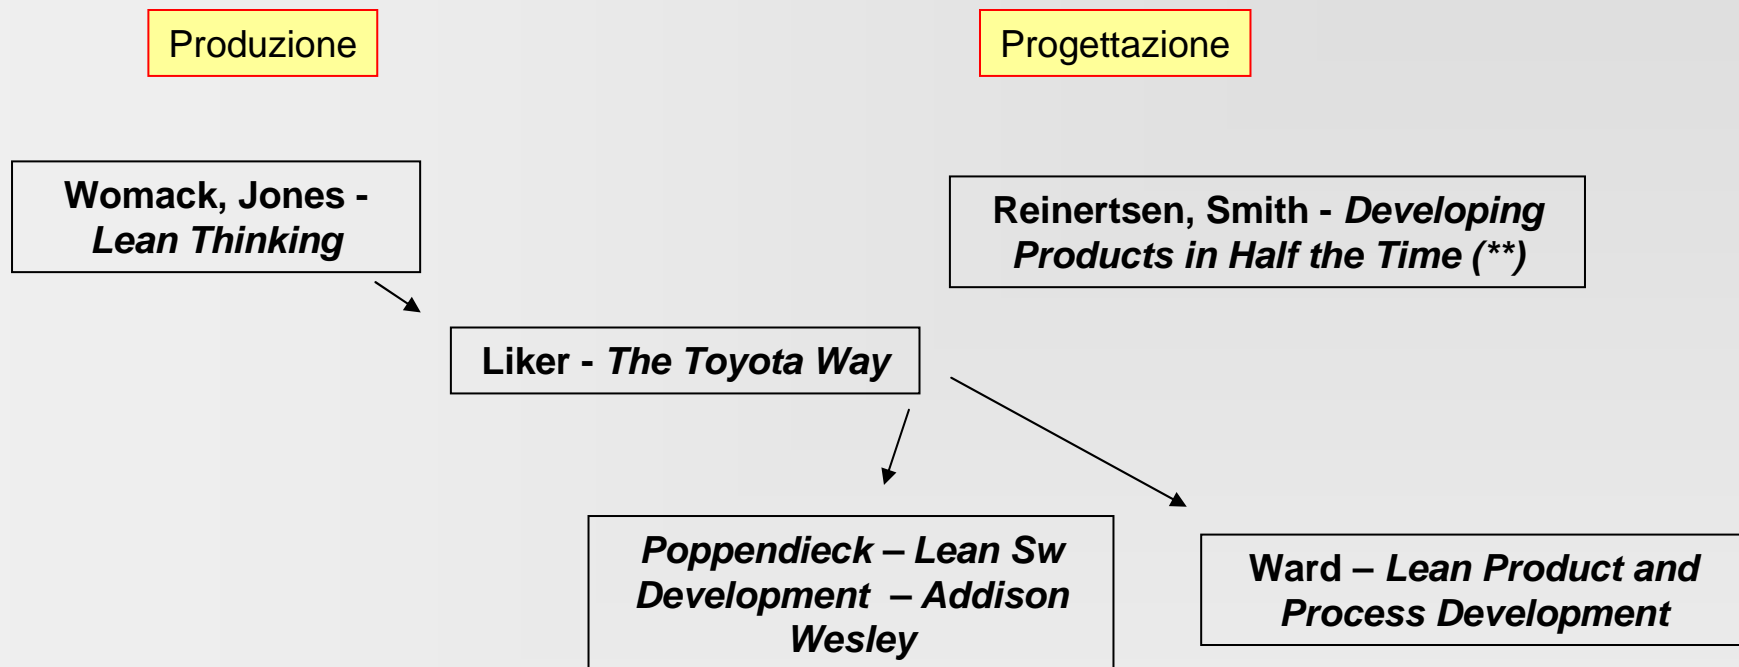 Produzione
Progettazione
Womack, Jones -
Lean Thinking
Reinertsen, Smith - Developing
Products in Half the Time (**)
Liker - The Toyota Way
Poppendieck – Lean Sw
Development – Addison
Wesley
Ward – Lean Product and
Process Development